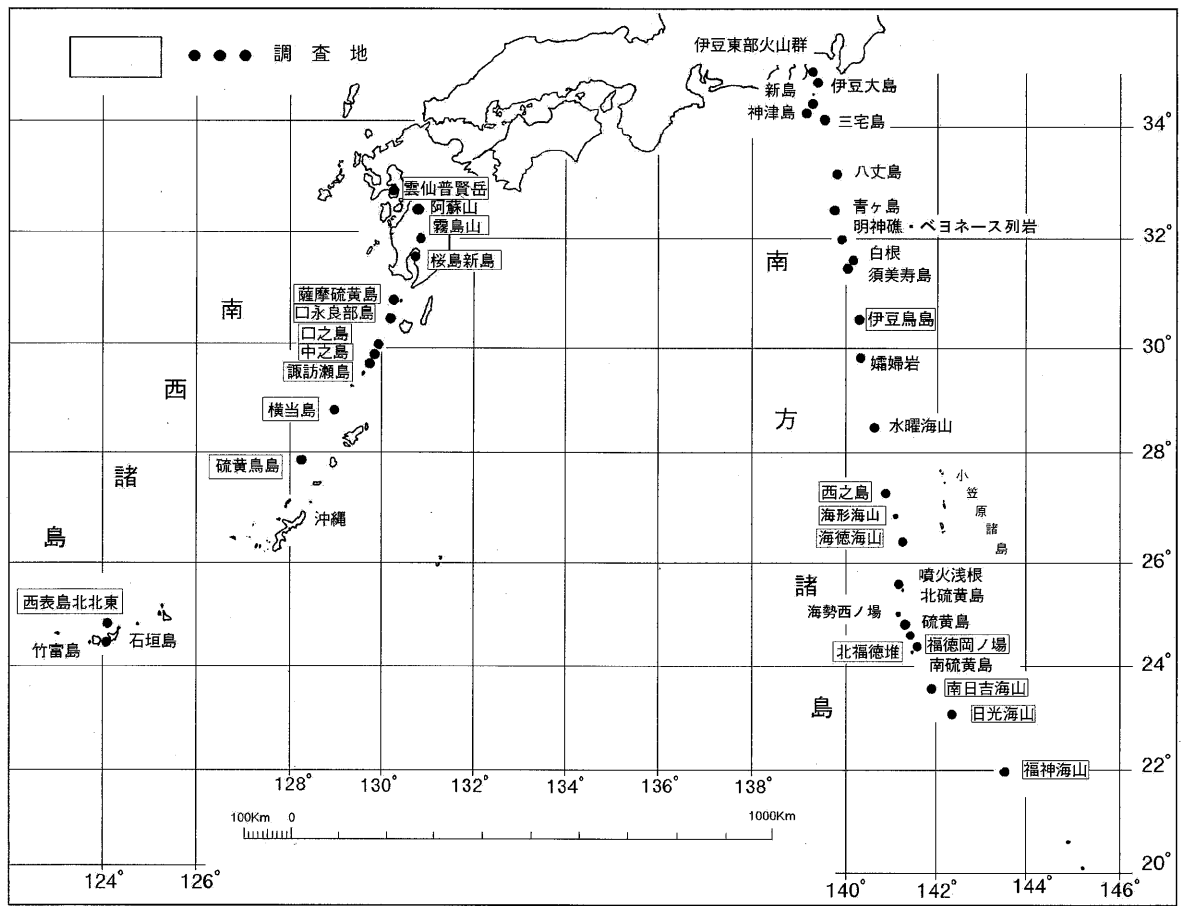 調査地
伊豆東部火山群
伊豆大島
新島
神津島
三宅島
34°
八丈島
雲仙普賢岳
阿蘇山
霧島山
桜島新島
青ヶ島
明神礁・ベヨネース列岩
32°
白根
須美寿島
薩摩硫黄島
口永良部島
口之島
中之島
諏訪瀬島
伊豆鳥島
30°
孀婦岩
横当島
水曜海山
28°
硫黄鳥島
沖縄
西之島
海形海山
海徳海山
小笠原諸島
26°
噴火浅根
北硫黄島
海勢西ノ場
硫黄島
福徳岡ノ場
北福徳堆
南硫黄島
24°
西表島北北東
石垣島
竹富島
南日吉海山
日光海山
福神海山
22°
南西諸島
南方諸島
128°
130°
132°
134°
136°
138°
100Km
0
1000Km
20°
124°
126°
140°
142°
144°
146°